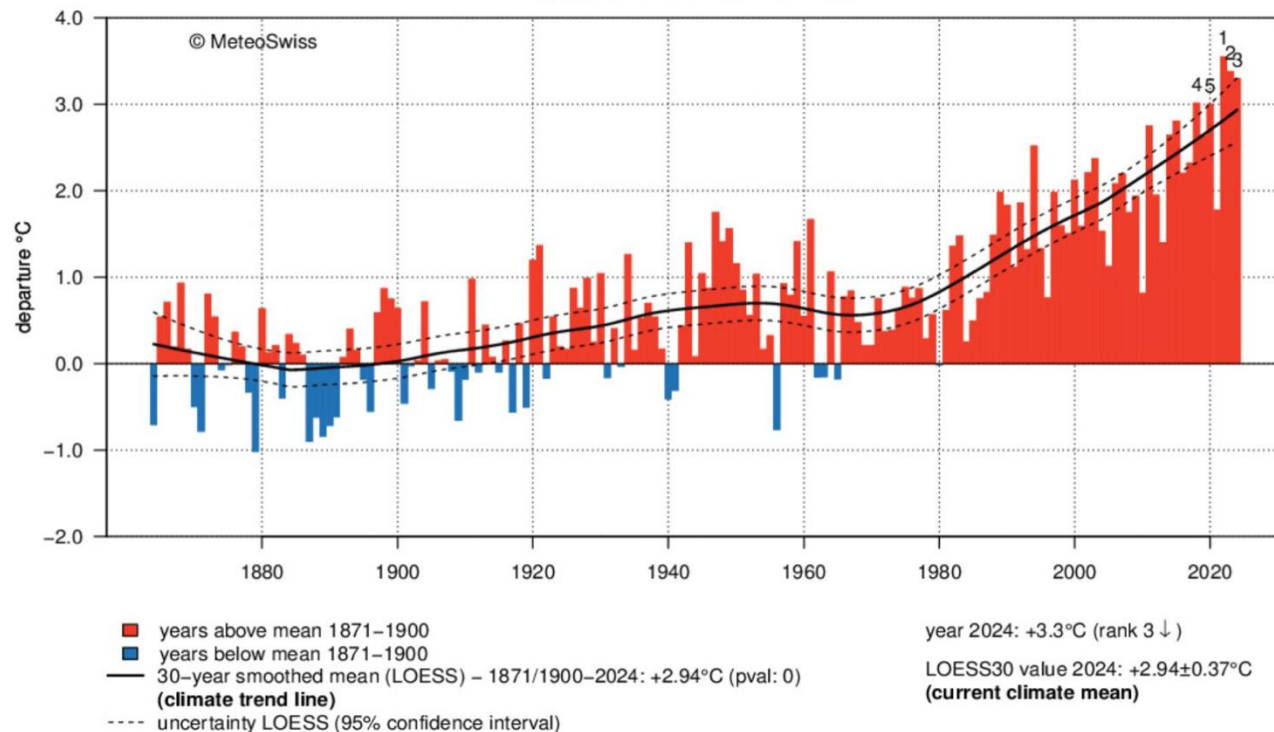 4.0
© MeteoSwiss
1
2
3
4 5
3.0
2.0
1.0
0.0
−1.0
−2.0
departure °C
1880 1900 1920 1940 1960 1980 2000 2020
years above mean 1871−1900
years below mean 1871−1900
30−year smoothed mean (LOESS) − 1871/1900−2024: +2.94°C (pval: 0)
(climate trend line)
uncertainty LOESS (95% confidence interval)
year 2024: +3.3°C (rank 3 ↓)
LOESS30 value 2024: +2.94±0.37°C
(current climate mean)